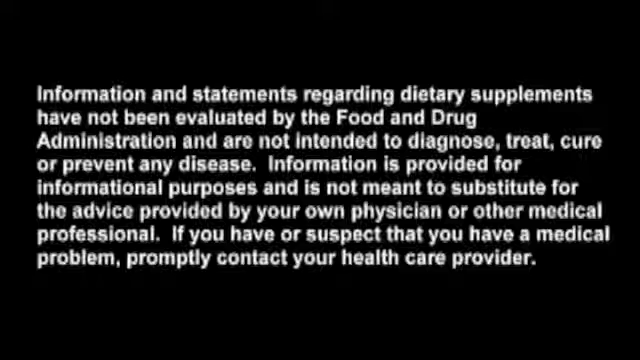 Information and statements regarding dietary supplements
have not been evaluated by the Food and Drug
Administration and are not intended to diagnose, treat, cure
or prevent any disease.  Information is provided for
informational purposes and is not meant to substitute for
the advice provided by your own physician or other medical
professional.  If you have or suspect that you have a medical
problem, promptly contact your health care provider.